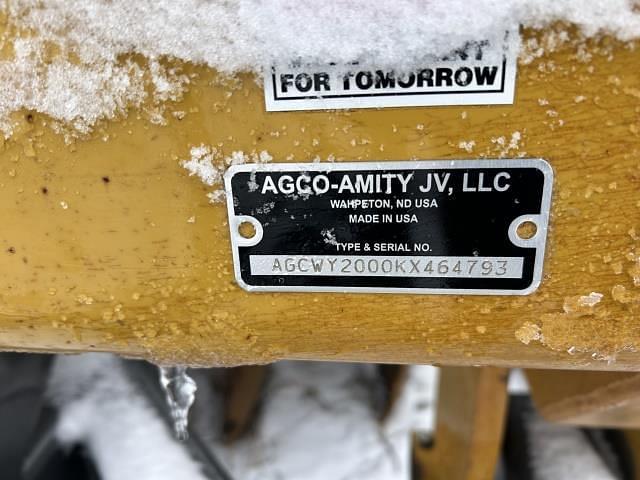 FOR TOMORROW
AGCO-AMITY JV, LLC
WAHPETON, ND USA
MADE IN USA
TYPE & SERIAL NO.
AGCWY2000KX464793